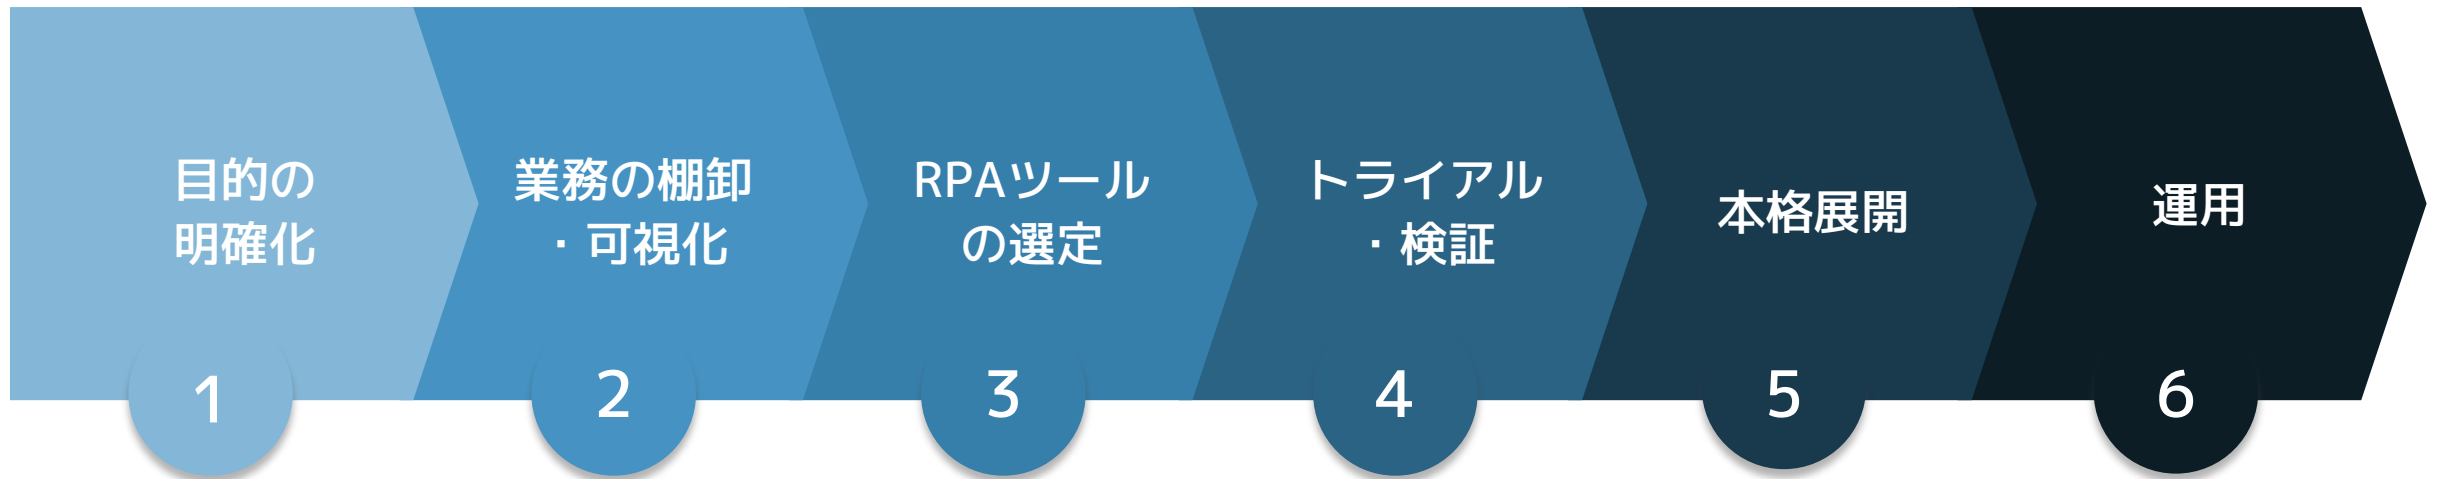 目的の
明確化
業務の棚卸
・可視化
RPAツール
の選定
トライアル
・検証
本格展開
運用
1
2
3
4
5
6